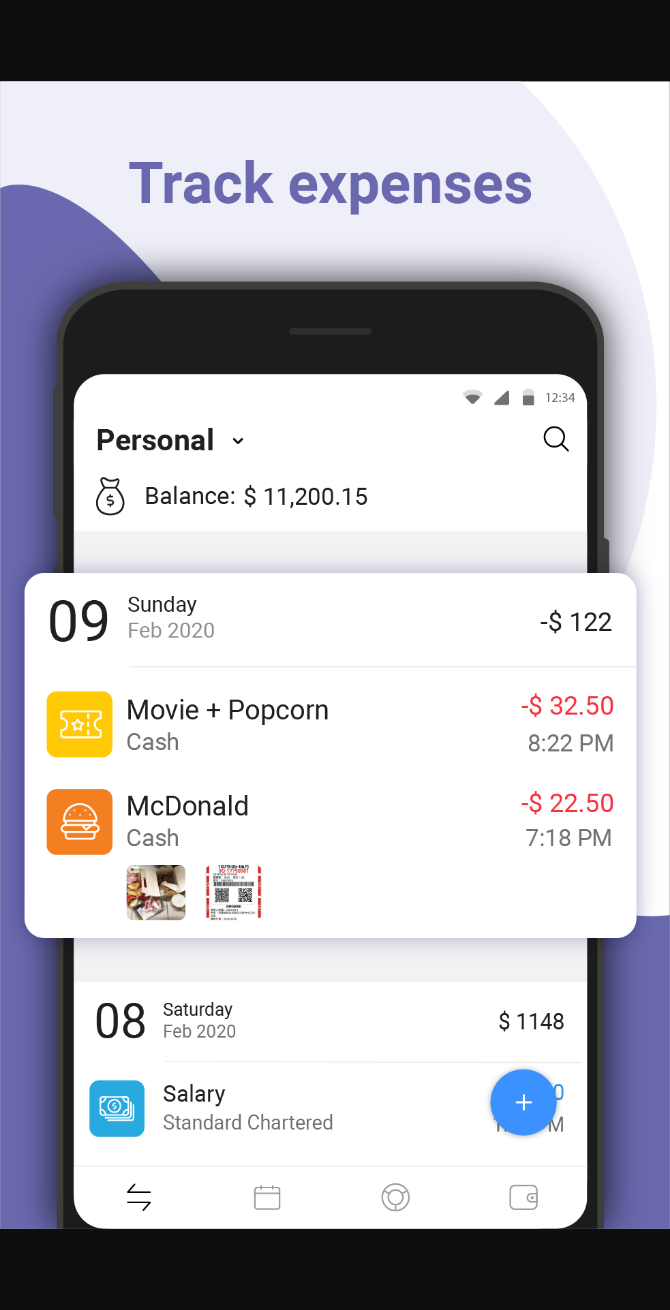 Track expenses
12:34
Personal
Balance: $ 11,200.15
09 Sunday -$ 122
Feb 2020
Movie + Popcorn -$ 32.50
Cash 8:22 PM
McDonald -$ 22.50
Cash 7:18 PM
08 Saturday $ 1148
Feb 2020
Salary 0
Standard Chartered M